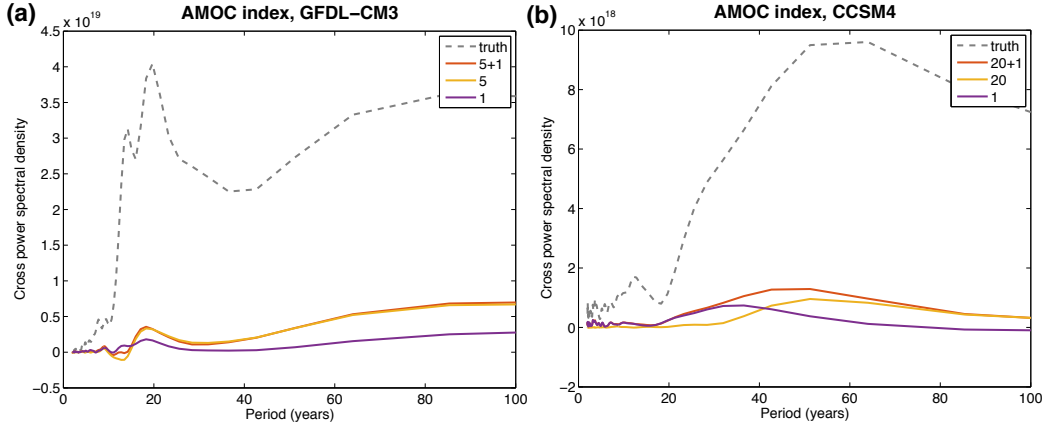 (a)
AMOC index, GFDL−CM3
x 10^19
4.5
4
3.5
3
2.5
2
1.5
1
0.5
0
−0.5
Cross power spectral density
0 20 40 60 80 100
Period (years)
truth
5+1
5
1
(b)
AMOC index, CCSM4
x 10^18
10
8
6
4
2
0
−2
Cross power spectral density
0 20 40 60 80 100
Period (years)
truth
20+1
20
1